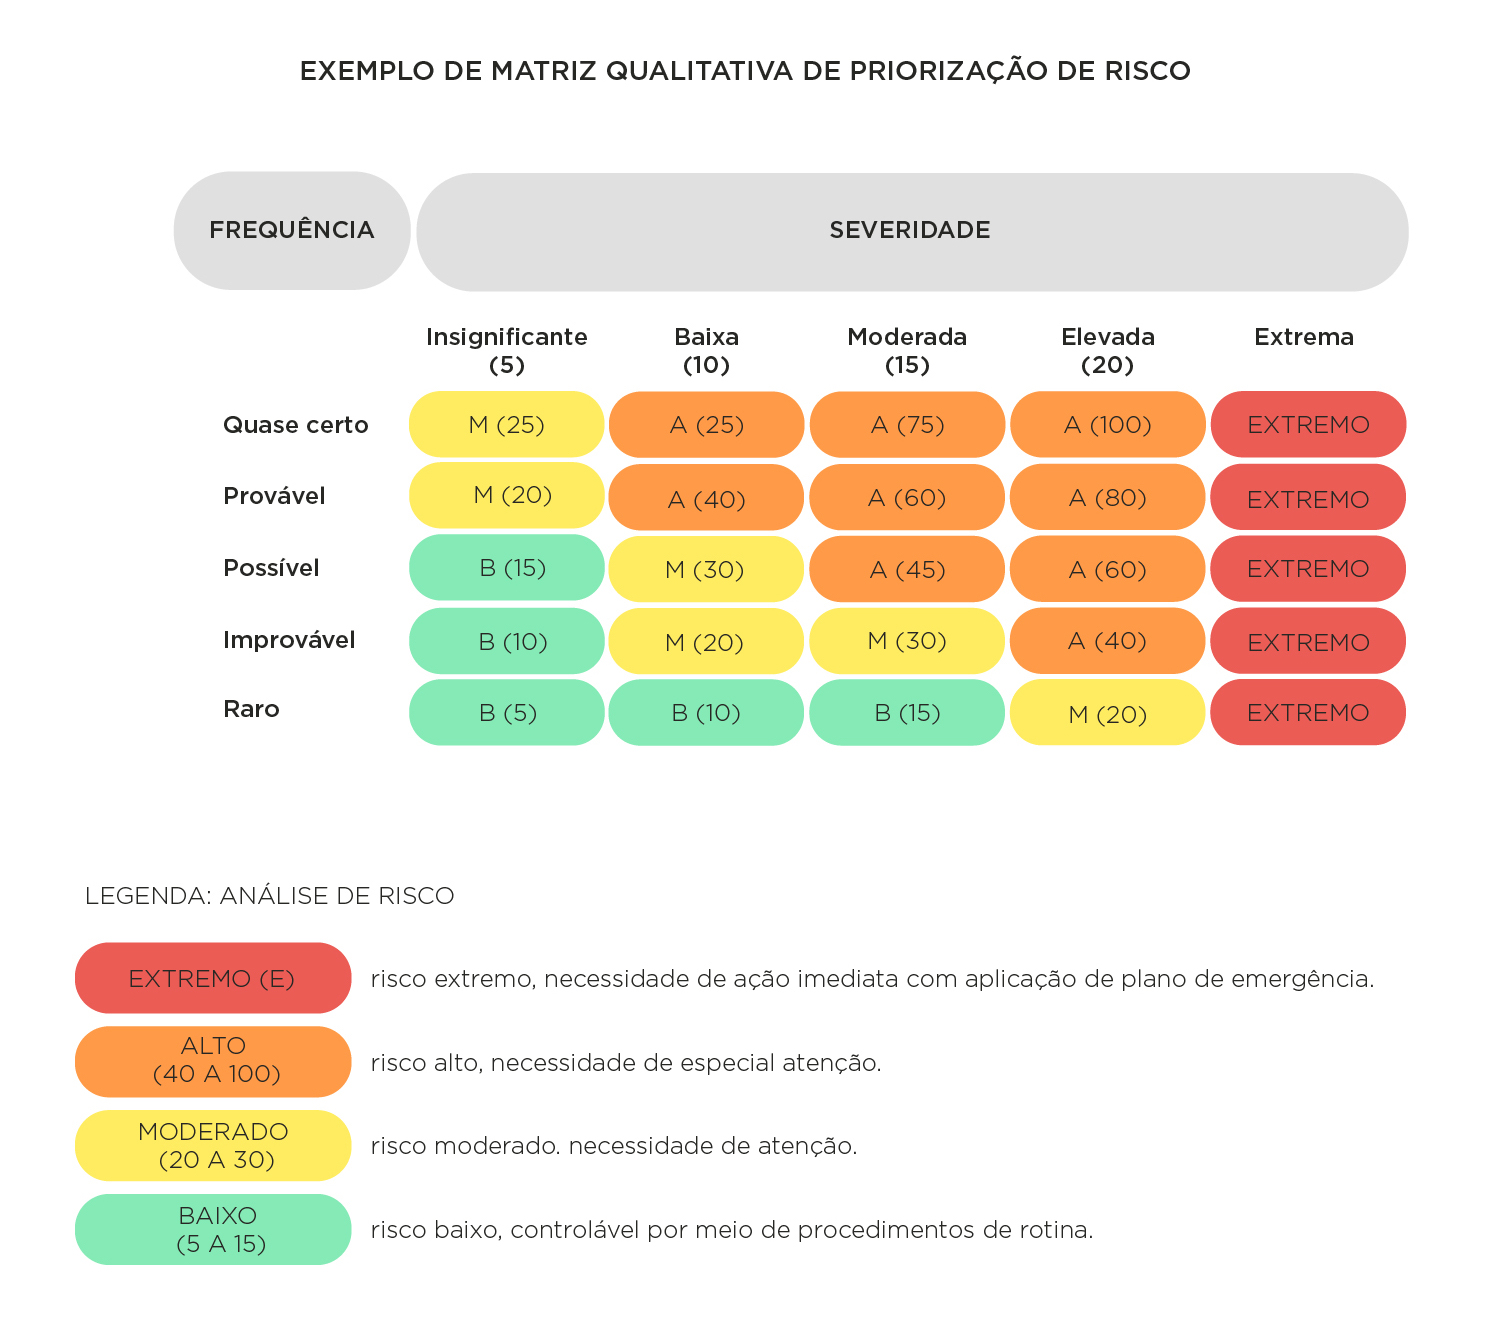 EXEMPLO DE MATRIZ QUALITATIVA DE PRIORIZAÇÃO DE RISCO
FREQUÊNCIA SEVERIDADE
Insignificante Baixa Moderada Elevada Extrema
(5) (10) (15) (20)
Quase certo M (25) A (25) A (75) A (100) EXTREMO
Provável M (20) A (40) A (60) A (80) EXTREMO
Possível B (15) M (30) A (45) A (60) EXTREMO
Improvável B (10) M (20) M (30) A (40) EXTREMO
Raro B (5) B (10) B (15) M (20) EXTREMO
LEGENDA: ANÁLISE DE RISCO
EXTREMO (E) risco extremo, necessidade de ação imediata com aplicação de plano de emergência.
ALTO
(40 A 100) risco alto, necessidade de especial atenção.
MODERADO
(20 A 30) risco moderado. necessidade de atenção.
BAIXO
(5 A 15) risco baixo, controlável por meio de procedimentos de rotina.